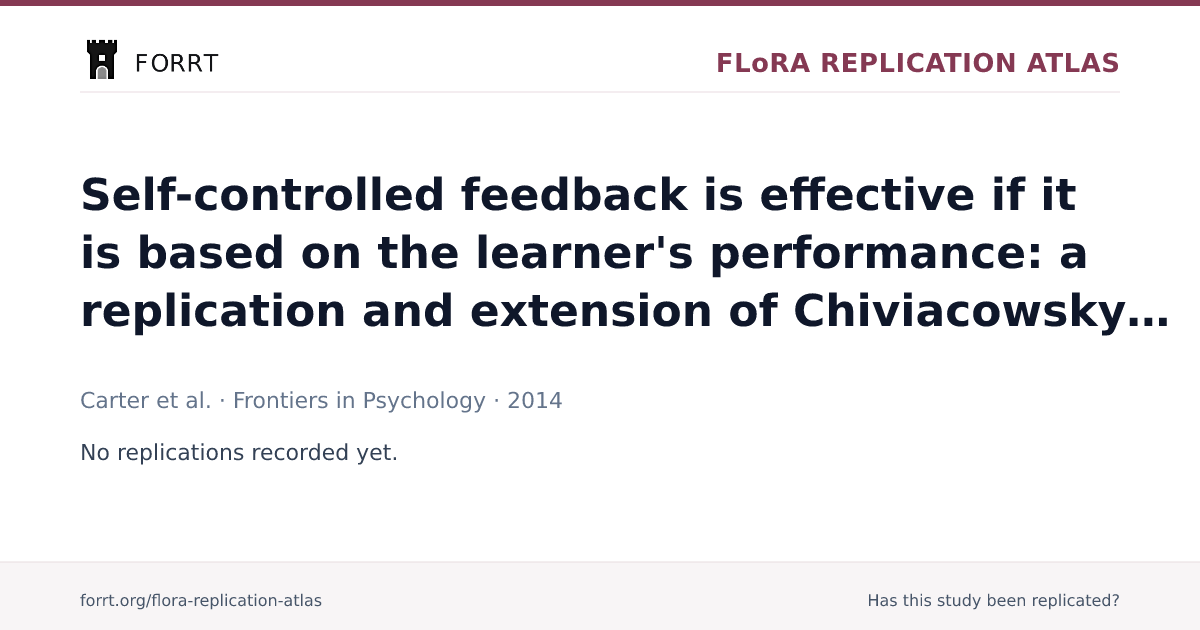 FORRT
FLoRA REPLICATION ATLAS
Self-controlled feedback is effective if it
is based on the learner's performance: a
replication and extension of Chiviacowsky…
Carter et al. · Frontiers in Psychology · 2014
No replications recorded yet.
forrt.org/flora-replication-atlas
Has this study been replicated?